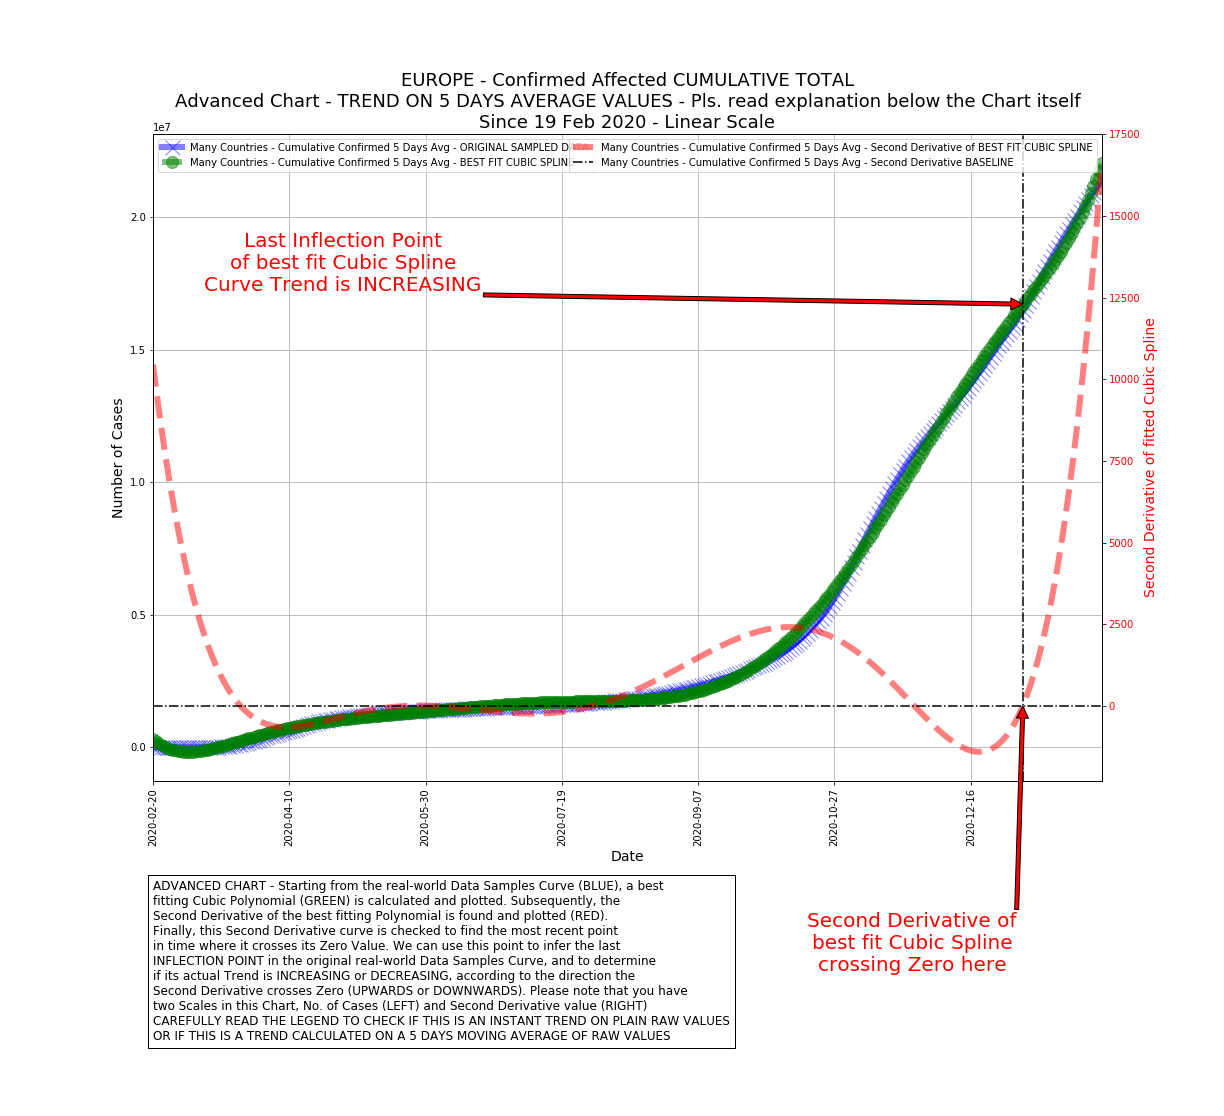 EUROPE - Confirmed Affected CUMULATIVE TOTAL
Advanced Chart - TREND ON 5 DAYS AVERAGE VALUES - Pls. read explanation below the Chart itself
Since 19 Feb 2020 - Linear Scale
1e7
17500
Many Countries - Cumulative Confirmed 5 Days Avg - ORIGINAL SAMPLED
Many Countries - Cumulative Confirmed 5 Days Avg - BEST FIT CUBIC SPLINE
Many Countries - Cumulative Confirmed 5 Days Avg - Second Derivative of BEST FIT CUBIC SPLINE
Many Countries - Cumulative Confirmed 5 Days Avg - Second Derivative BASELINE
2.0
1.5
1.0
0.5
0.0
Number of Cases
Last Inflection Point
of best fit Cubic Spline
Curve Trend is INCREASING
15000
12500
10000
7500
5000
2500
0
Second Derivative of fitted Cubic Spline
2020-02-20
2020-04-10
2020-05-30
2020-07-19
2020-09-07
2020-10-27
2020-12-16
Date
ADVANCED CHART - Starting from the real-world Data Samples Curve (BLUE), a best
fitting Cubic Polynomial (GREEN) is calculated and plotted. Subsequently, the
Second Derivative of the best fitting Polynomial is found and plotted (RED).
Finally, this Second Derivative curve is checked to find the most recent point
in time where it crosses its Zero Value. We can use this point to infer the last
INFLECTION POINT in the original real-world Data Samples Curve, and to determine
if its actual Trend is INCREASING or DECREASING, according to the direction the
Second Derivative crosses Zero (UPWARDS or DOWNWARDS). Please note that you have
two Scales in this Chart, No. of Cases (LEFT) and Second Derivative value (RIGHT)
CAREFULLY READ THE LEGEND TO CHECK IF THIS IS AN INSTANT TREND ON PLAIN RAW VALUES
OR IF THIS IS A TREND CALCULATED ON A 5 DAYS MOVING AVERAGE OF RAW VALUES
Second Derivative of
best fit Cubic Spline
crossing Zero here